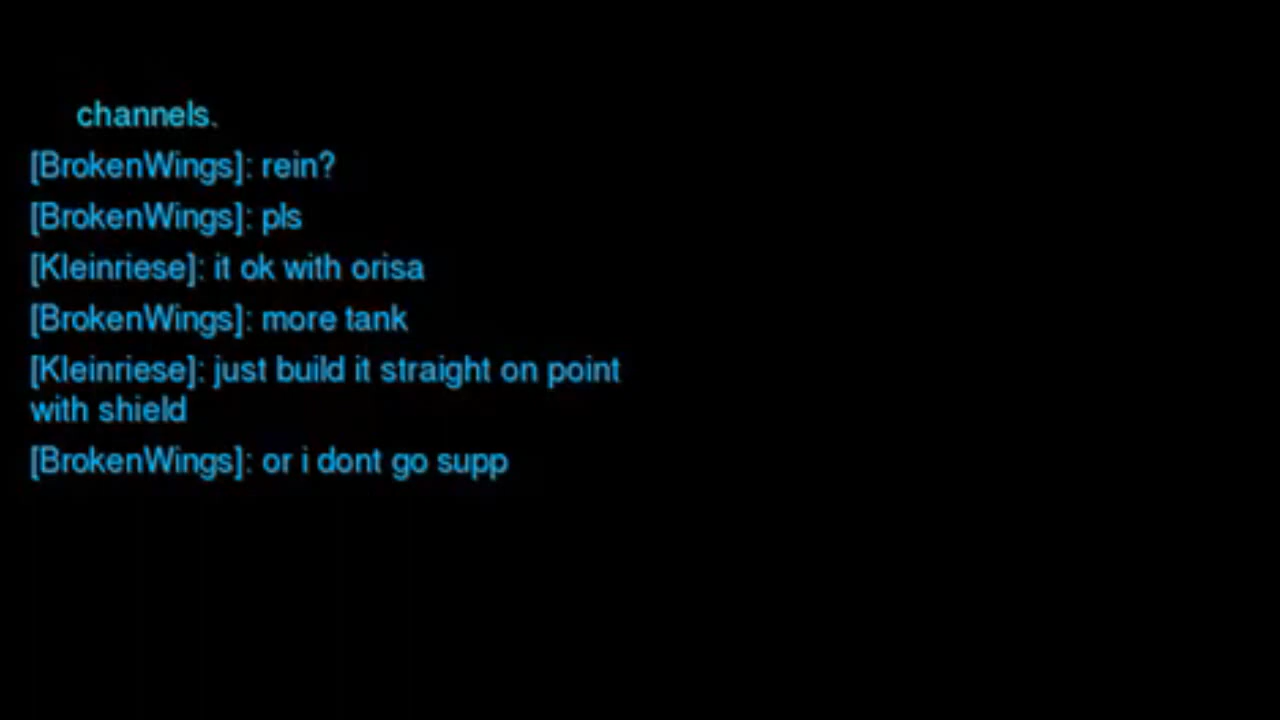 channels.
[BrokenWings]: rein?
[BrokenWings]: pls
[Kleinriese]: it ok with orisa
[BrokenWings]: more tank
[Kleinriese]: just build it straight on point
with shield
[BrokenWings]: or i dont go supp